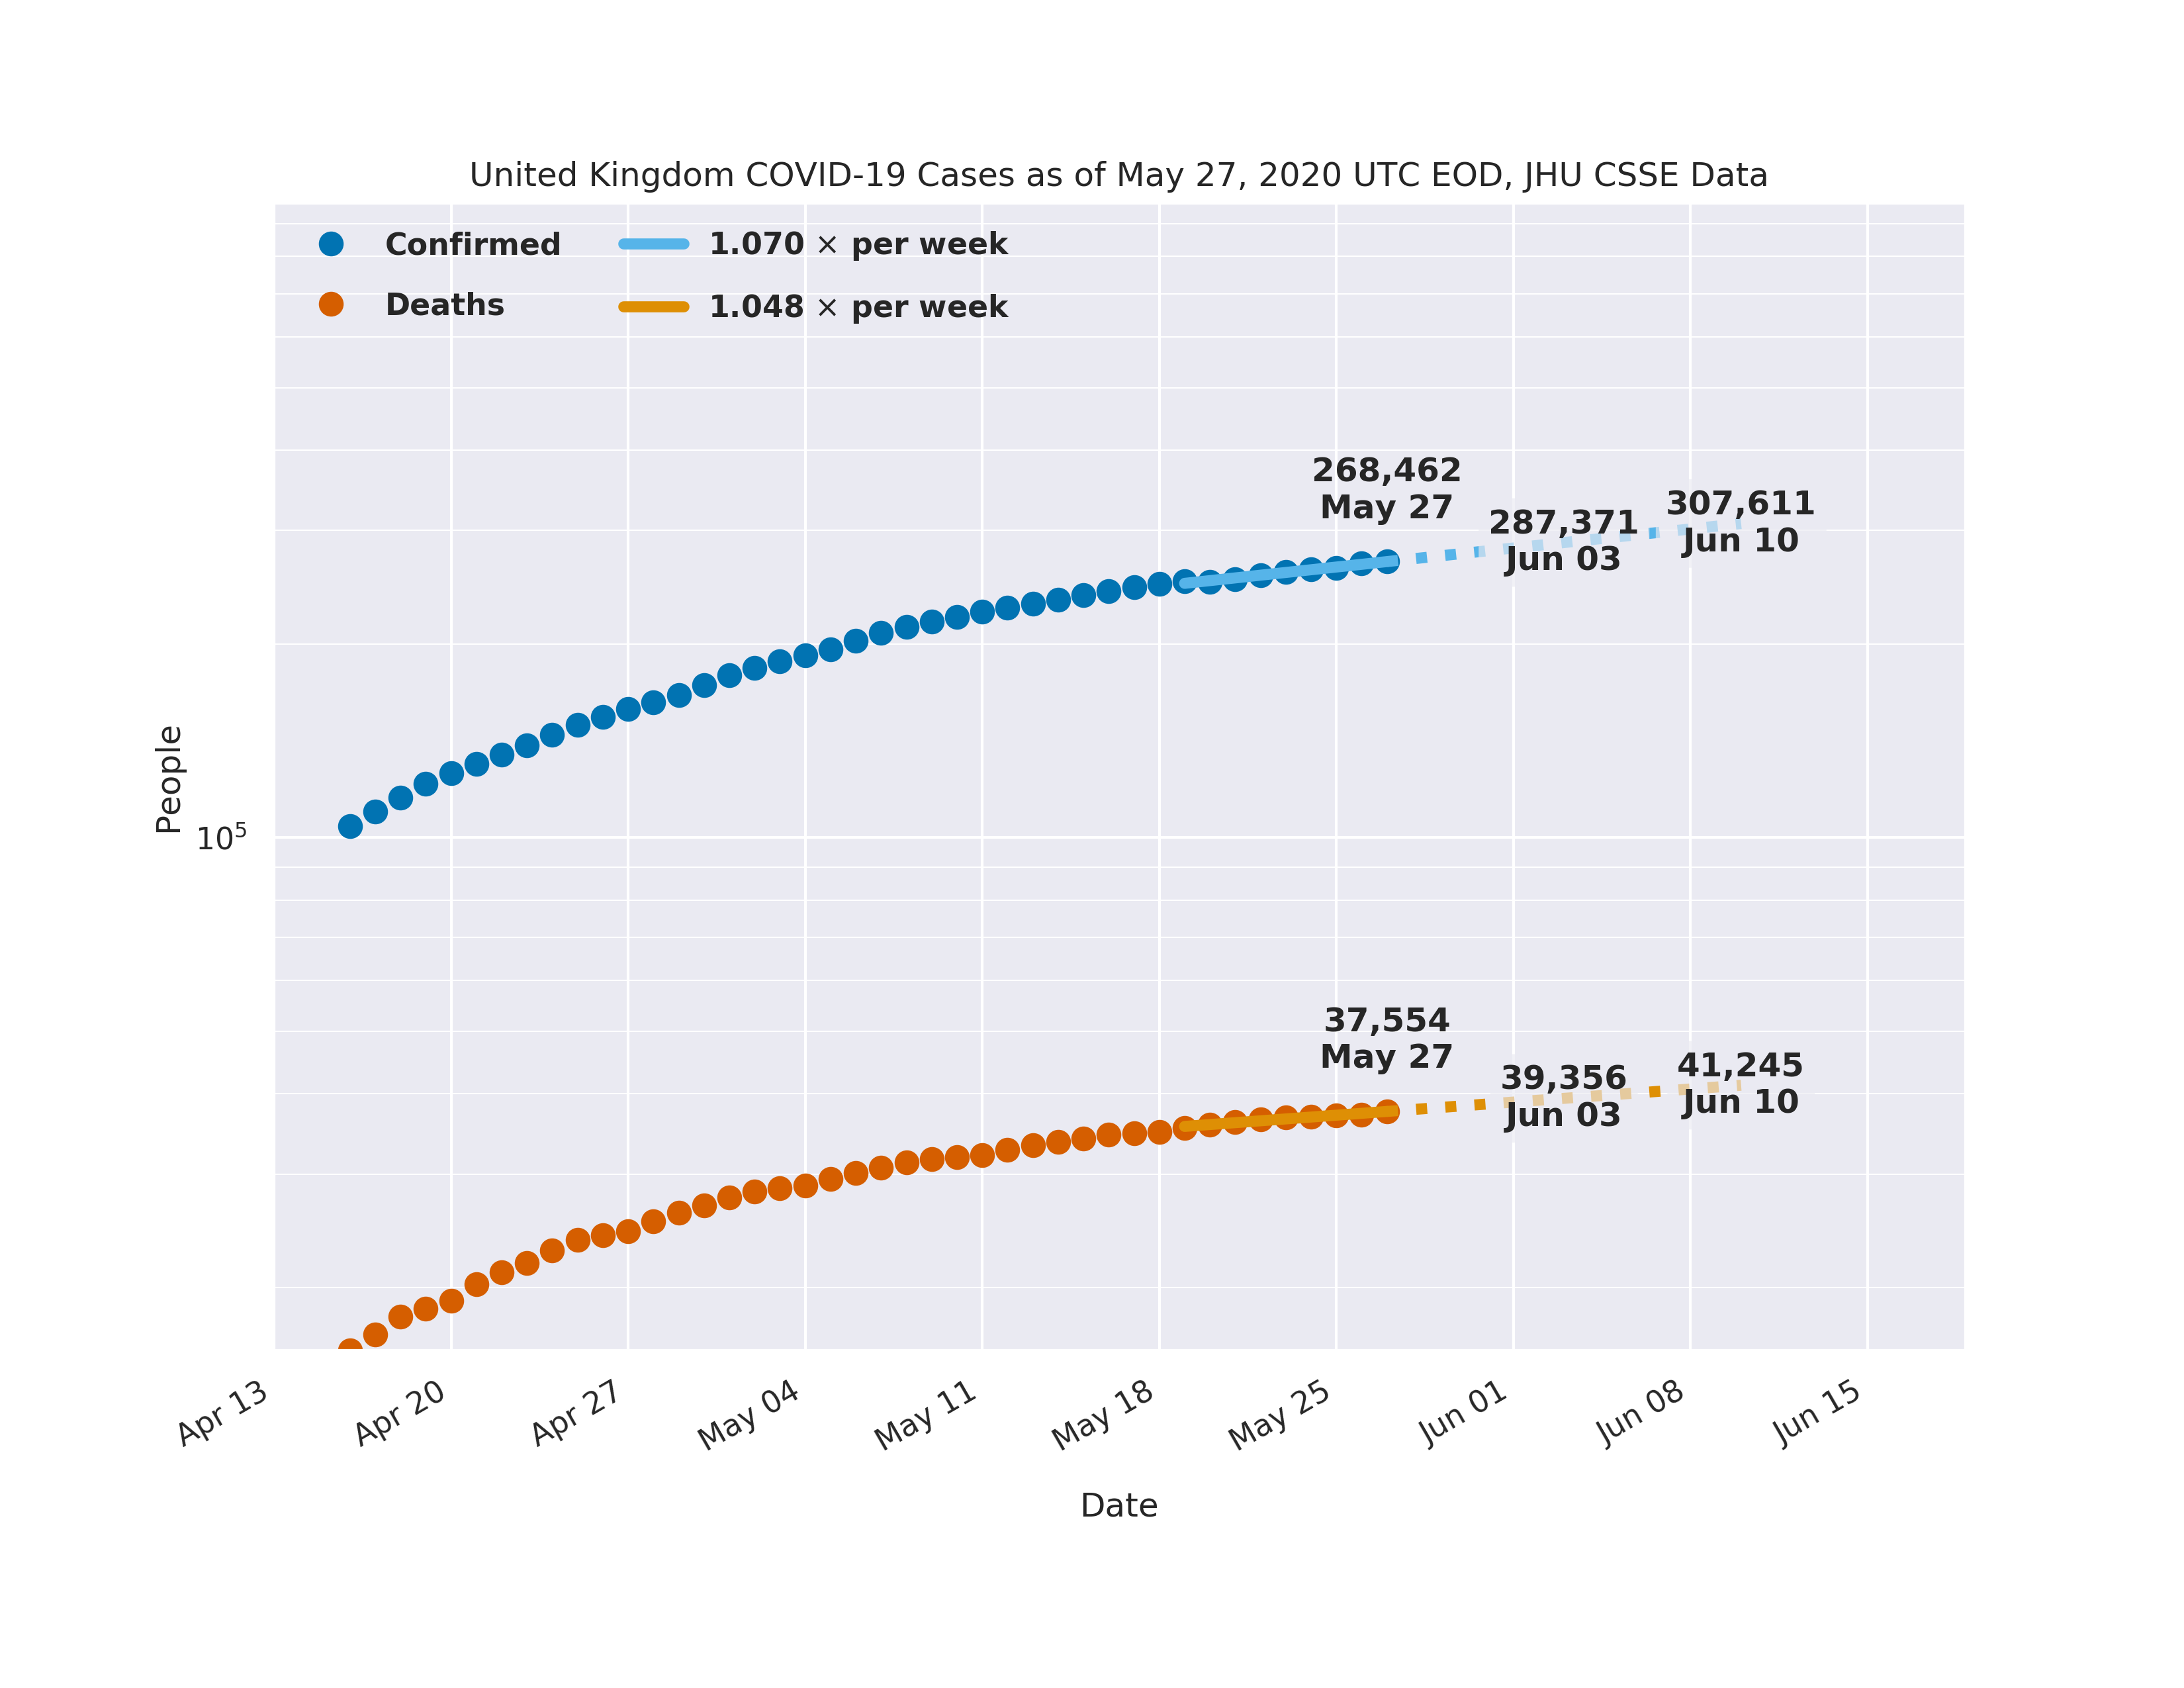 United Kingdom COVID-19 Cases as of May 27, 2020 UTC EOD, JHU CSSE Data
Confirmed
Deaths
1.070 × per week
1.048 × per week
268,462
May 27
287,371
Jun 03
307,611
Jun 10
People
10⁵
37,554
May 27
39,356
Jun 03
41,245
Jun 10
Apr 13
Apr 20
Apr 27
May 04
May 11
May 18
May 25
Jun 01
Jun 08
Jun 15
Date